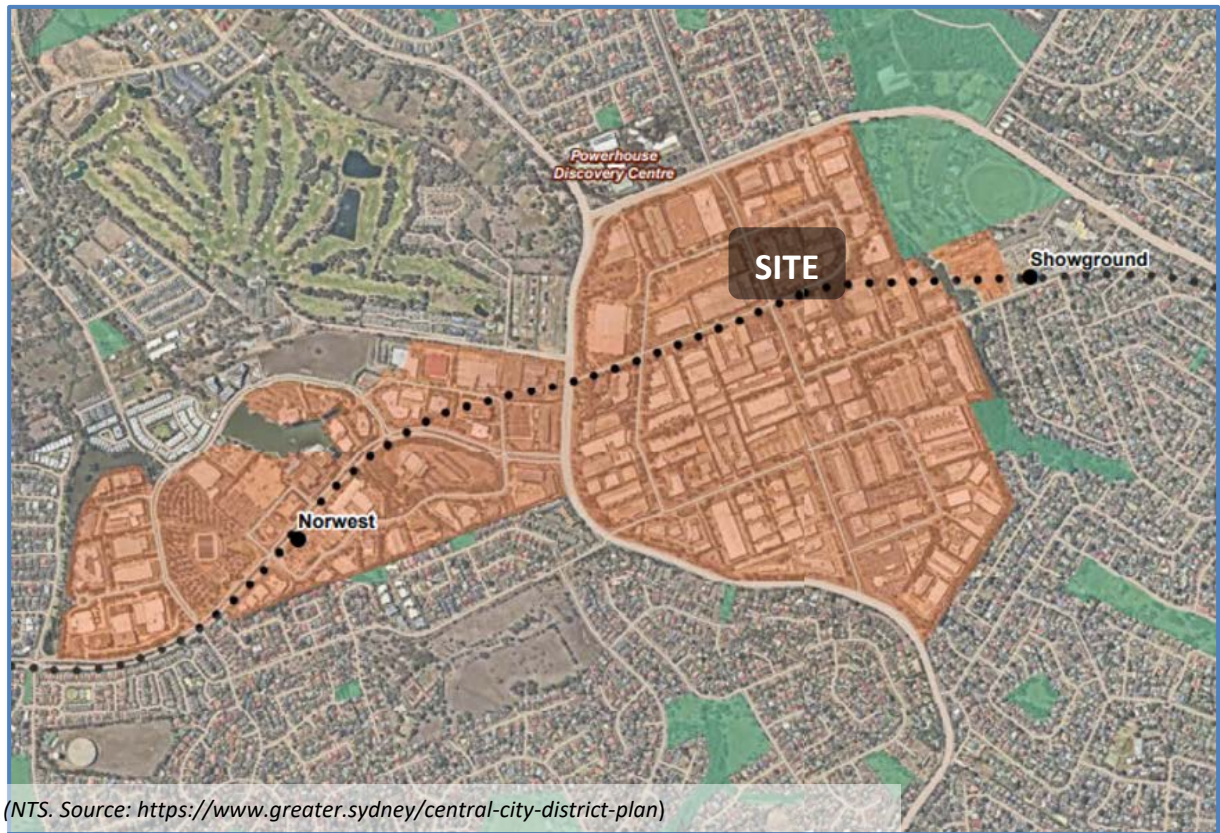 Powerhouse
Discovery Centre
SITE
Showground
Norwest
(NTS. Source: https://www.greater.sydney/central-city-district-plan)